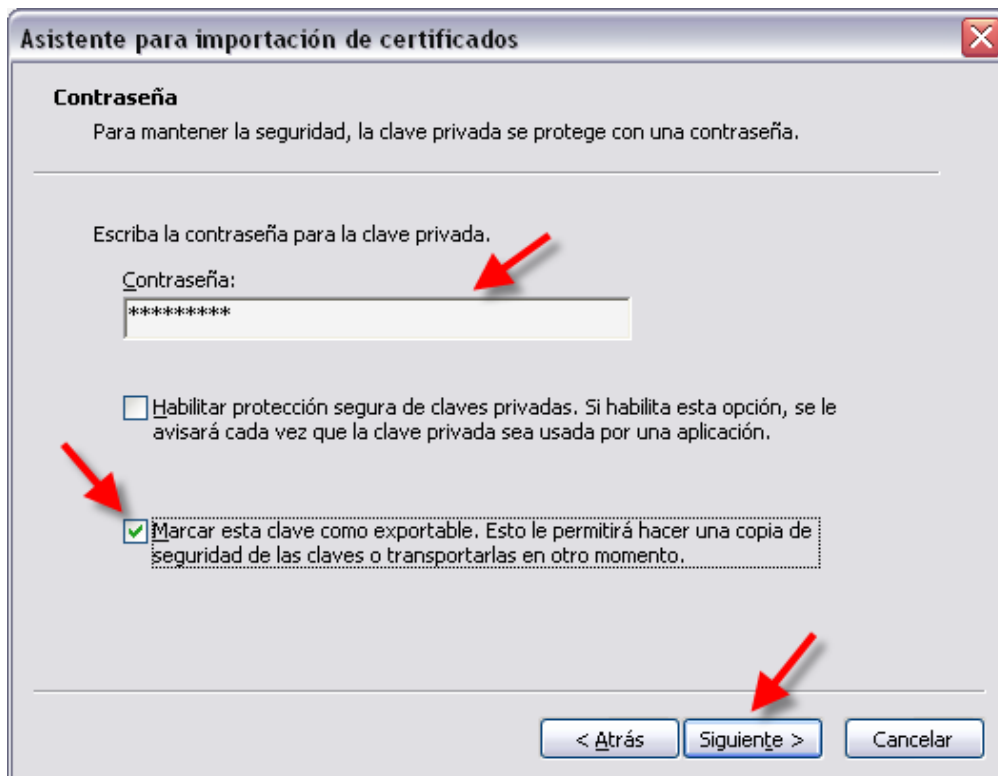 Asistente para importación de certificados
Contraseña
Para mantener la seguridad, la clave privada se protege con una contraseña.
Escriba la contraseña para la clave privada.
Contraseña:
*********
Habilitar protección segura de claves privadas. Si habilita esta opción, se le
avisará cada vez que la clave privada sea usada por una aplicación.
Marcar esta clave como exportable. Esto le permitirá hacer una copia de
seguridad de las claves o transportarlas en otro momento.
< Atrás Siguiente > Cancelar